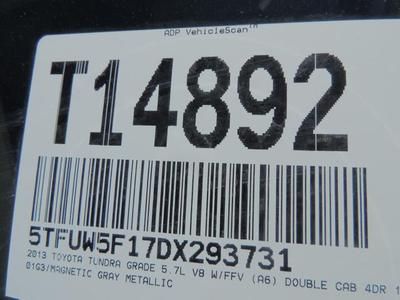 ADP VehicleScan™
T14892
5TFUW5F17DX293731
2013 TOYOTA TUNDRA GRADE 5.7L V8 W/FFV (A6) DOUBLE CAB 4DR 1
01G3/MAGNETIC GRAY METALLIC